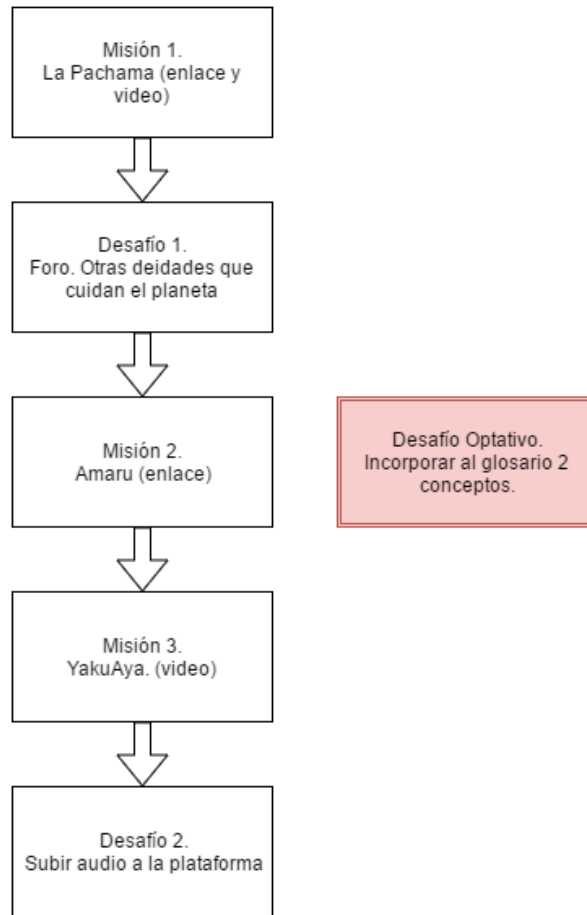 Misión 1.
La Pachama (enlace y
video)
Desafío 1.
Foro. Otras deidades que
cuidan el planeta
Misión 2.
Amaru (enlace)
Desafío Optativo.
Incorporar al glosario 2
conceptos.
Misión 3.
YakuAya. (video)
Desafío 2.
Subir audio a la plataforma